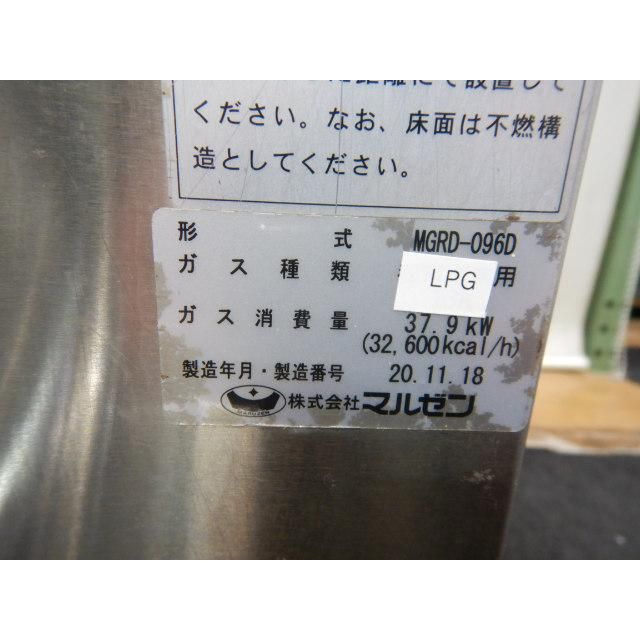 ください。なお、床面は不燃構
造としてください。
形 式 MGRD-096D
ガス種類 LPG 用
ガス消費量 37.9kW
(32,600kcal/h)
製造年月・製造番号 20.11.18
株式会社マルゼン